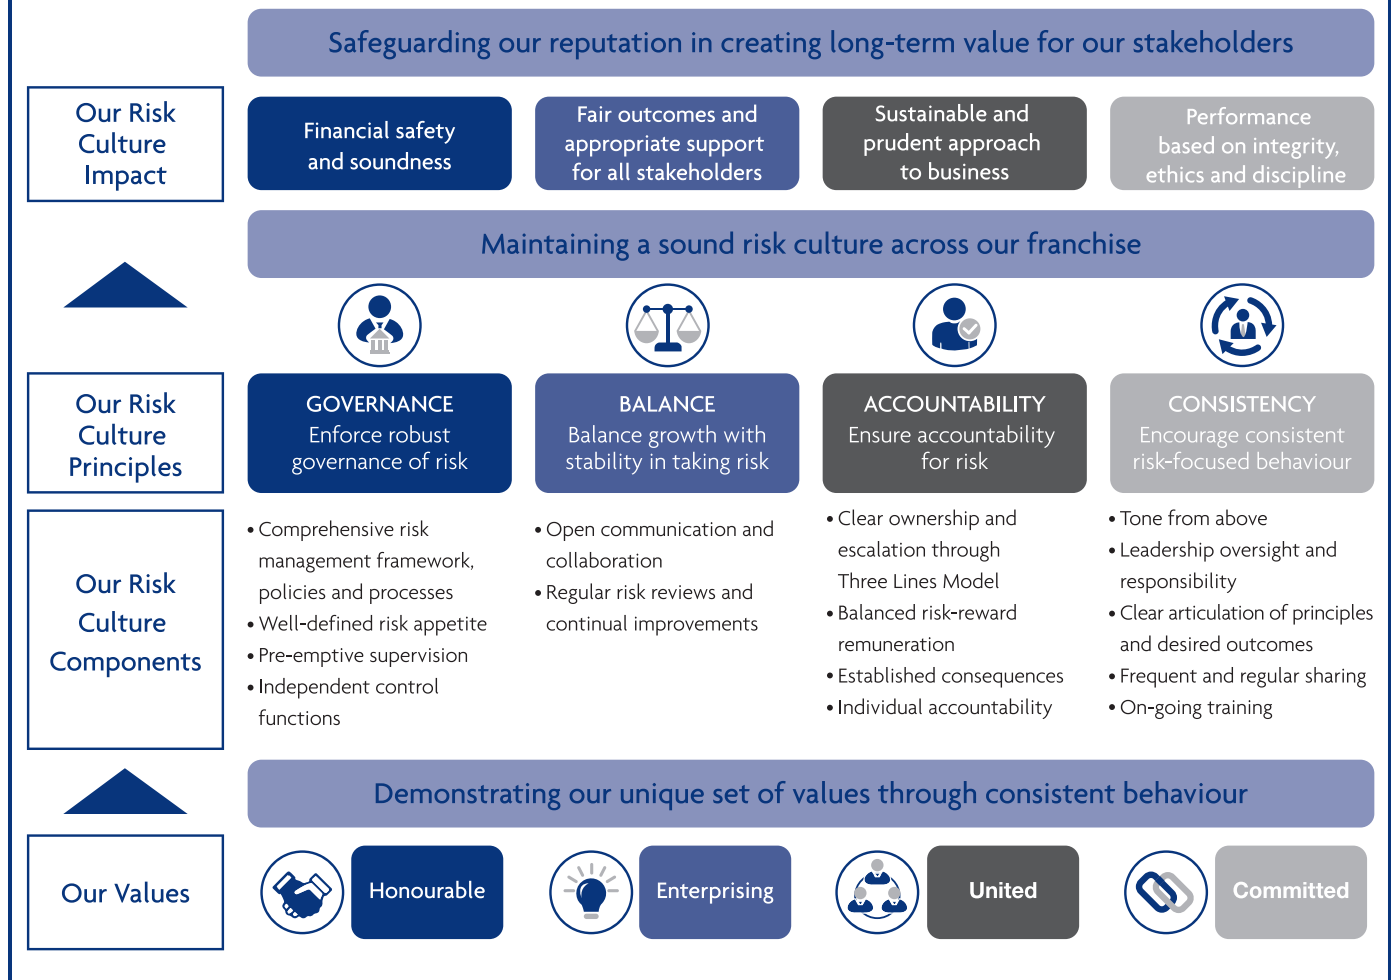 Safeguarding our reputation in creating long-term value for our stakeholders
Our Risk
Culture
Impact
Financial safety
and soundness
Fair outcomes and
appropriate support
for all stakeholders
Sustainable and
prudent approach
to business
Performance
based on integrity,
ethics and discipline
Maintaining a sound risk culture across our franchise
Our Risk
Culture
Principles
GOVERNANCE
Enforce robust
governance of risk
BALANCE
Balance growth with
stability in taking risk
ACCOUNTABILITY
Ensure accountability
for risk
CONSISTENCY
Encourage consistent
risk-focused behaviour
Our Risk
Culture
Components
• Comprehensive risk
management framework,
policies and processes
• Well-defined risk appetite
• Pre-emptive supervision
• Independent control
functions
• Open communication and
collaboration
• Regular risk reviews and
continual improvements
• Clear ownership and
escalation through
Three Lines Model
• Balanced risk-reward
remuneration
• Established consequences
• Individual accountability
• Tone from above
• Leadership oversight and
responsibility
• Clear articulation of principles
and desired outcomes
• Frequent and regular sharing
• On-going training
Demonstrating our unique set of values through consistent behaviour
Our Values
Honourable
Enterprising
United
Committed